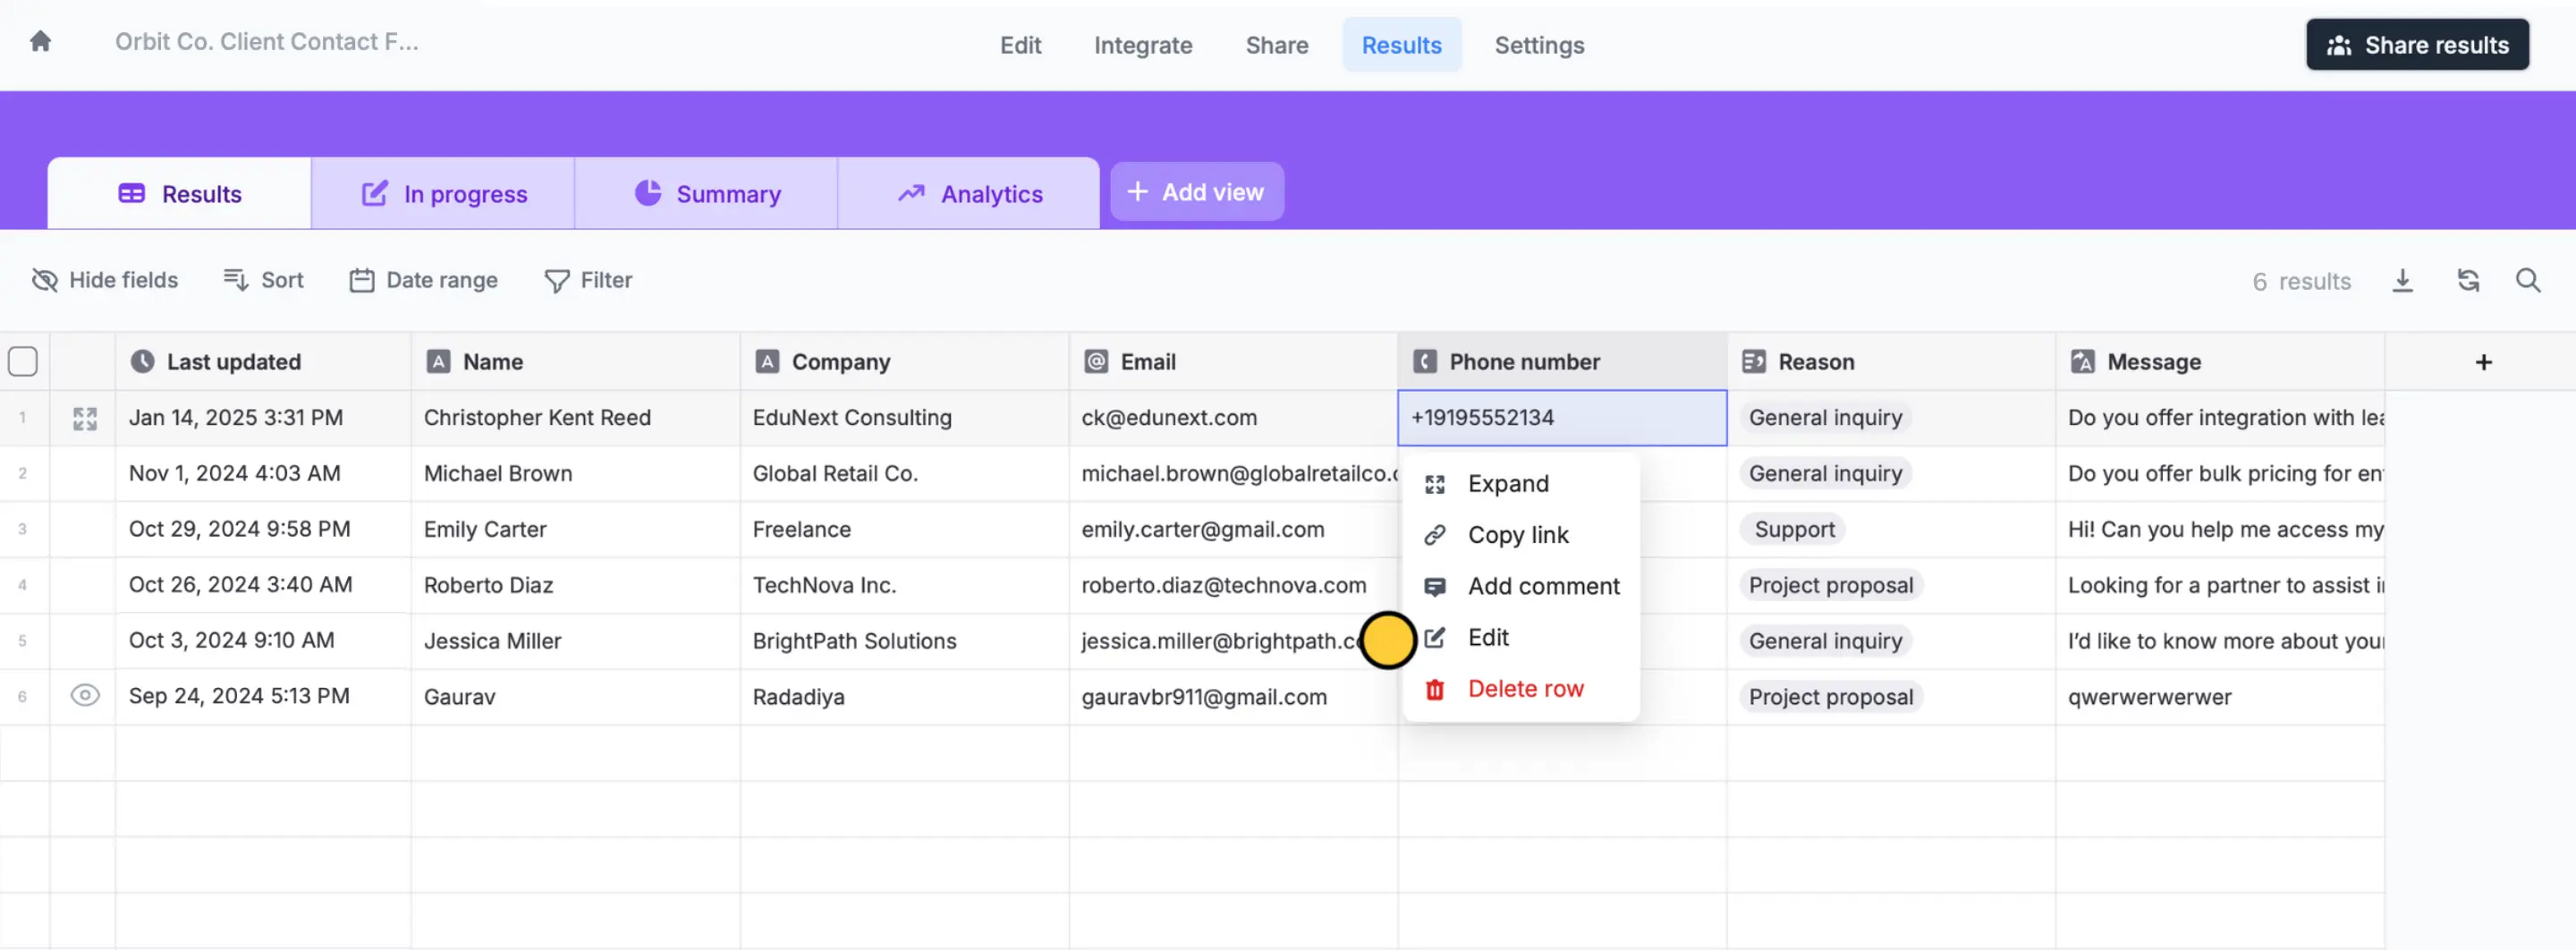 Orbit Co. Client Contact F...
Edit Integrate Share Results Settings
Share results
Results In progress Summary Analytics + Add view
Hide fields Sort Date range Filter
6 results
Last updated Name Company Email Phone number Reason Message +
1 Jan 14, 2025 3:31 PM Christopher Kent Reed EduNext Consulting ck@edunext.com +19195552134 General inquiry Do you offer integration with
2 Nov 1, 2024 4:03 AM Michael Brown Global Retail Co. michael.brown@globalretailco. General inquiry Do you offer bulk pricing for
3 Oct 29, 2024 9:58 PM Emily Carter Freelance emily.carter@gmail.com Support Hi! Can you help me access my
4 Oct 26, 2024 3:40 AM Roberto Diaz TechNova Inc. roberto.diaz@technova.com Project proposal Looking for a partner to assist
5 Oct 3, 2024 9:10 AM Jessica Miller BrightPath Solutions jessica.miller@brightpath.c General inquiry I'd like to know more about
6 Sep 24, 2024 5:13 PM Gaurav Radadiya gauravbr911@gmail.com Project proposal qwerwerwerwer
Expand
Copy link
Add comment
Edit
Delete row